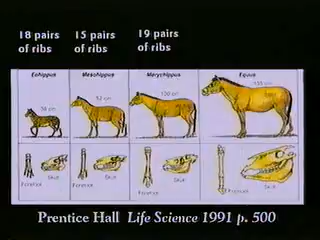 18 pairs of ribs
15 pairs of ribs
19 pairs of ribs
Eohippus
Mesohippus
Merychippus
Equus
Skull
Skull
Skull
Skull
Forefoot
Forefoot
Forefoot
Prentice Hall Life Science 1991 p. 500